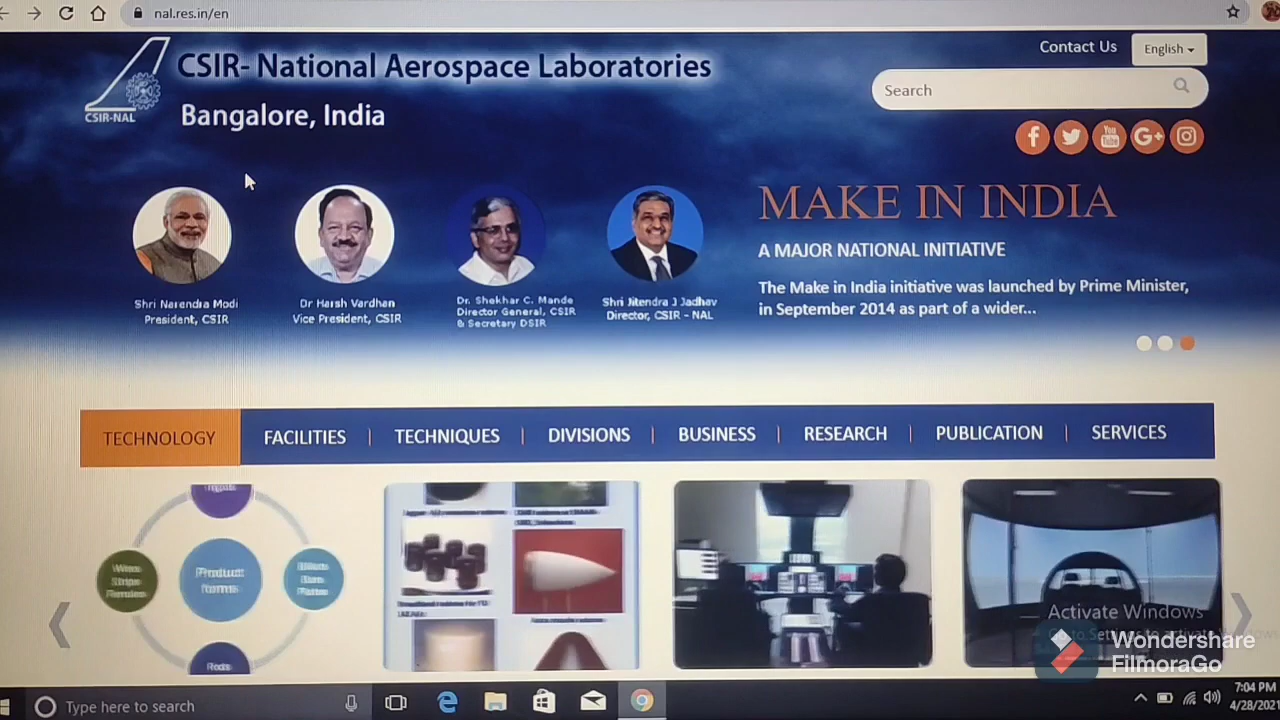 nal.res.in/en
CSIR- National Aerospace Laboratories
Bangalore, India
CSIR-NAL
Contact Us
English
Search
f
You
Tube
G+
Shri Narendra Modi
President, CSIR
Dr Harsh Vardhan
Vice President, CSIR
Dr. Shekhar C. Mande
Director General, CSIR
& Secretary DSIR
Shri Jitendra J Jadhav
Director, CSIR - NAL
MAKE IN INDIA
A MAJOR NATIONAL INITIATIVE
The Make in India initiative was launched by Prime Minister,
in September 2014 as part of a wider...
TECHNOLOGY
FACILITIES
TECHNIQUES
DIVISIONS
BUSINESS
RESEARCH
PUBLICATION
SERVICES
Product
forms
Rods
Activate Windows
Wondershare
FilmoraGo
Type here to search
7:04 PM
4/28/202